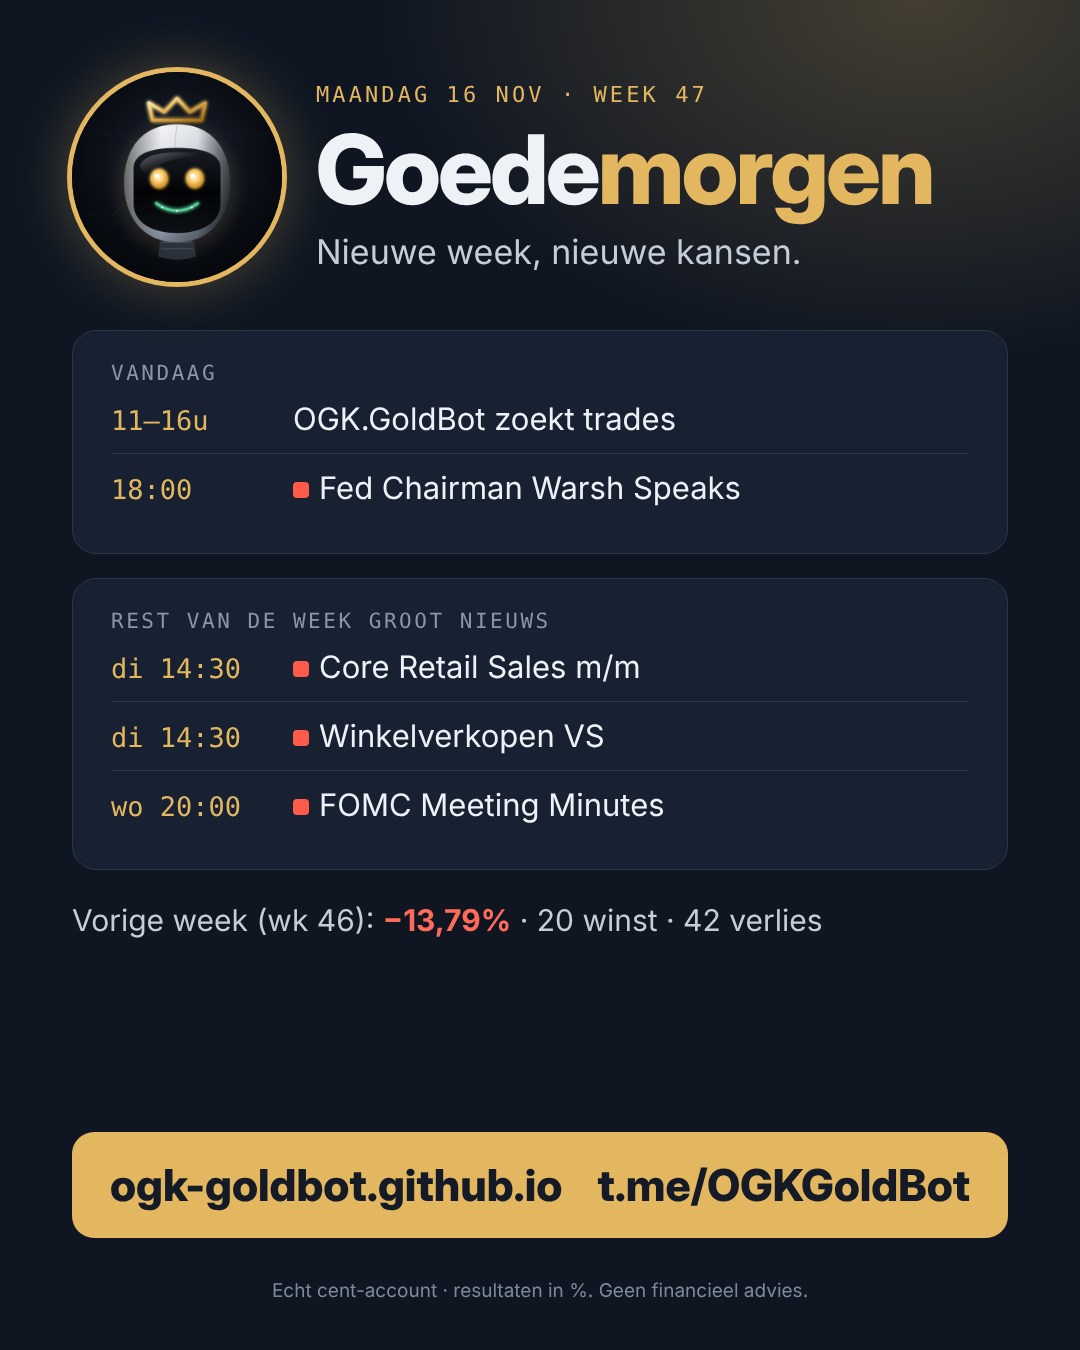 MAANDAG 16 NOV · WEEK 47
Goedemorgen
Nieuwe week, nieuwe kansen.
VANDAAG
11–16u OGK.GoldBot zoekt trades
18:00 Fed Chairman Warsh Speaks
REST VAN DE WEEK GROOT NIEUWS
di 14:30 Core Retail Sales m/m
di 14:30 Winkelverkopen VS
wo 20:00 FOMC Meeting Minutes
Vorige week (wk 46): −13,79% · 20 winst · 42 verlies
ogk-goldbot.github.io t.me/OGKGoldBot
Echt cent-account · resultaten in %. Geen financieel advies.